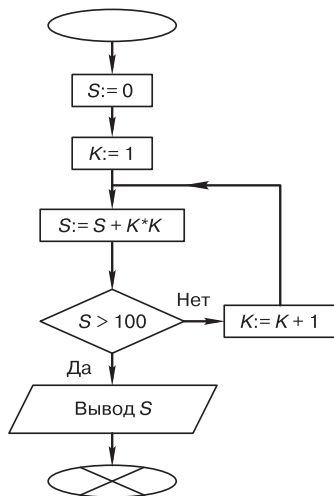 S:= 0
K:= 1
S:= S + K*K
S > 100
Нет
K:= K + 1
Да
Вывод S